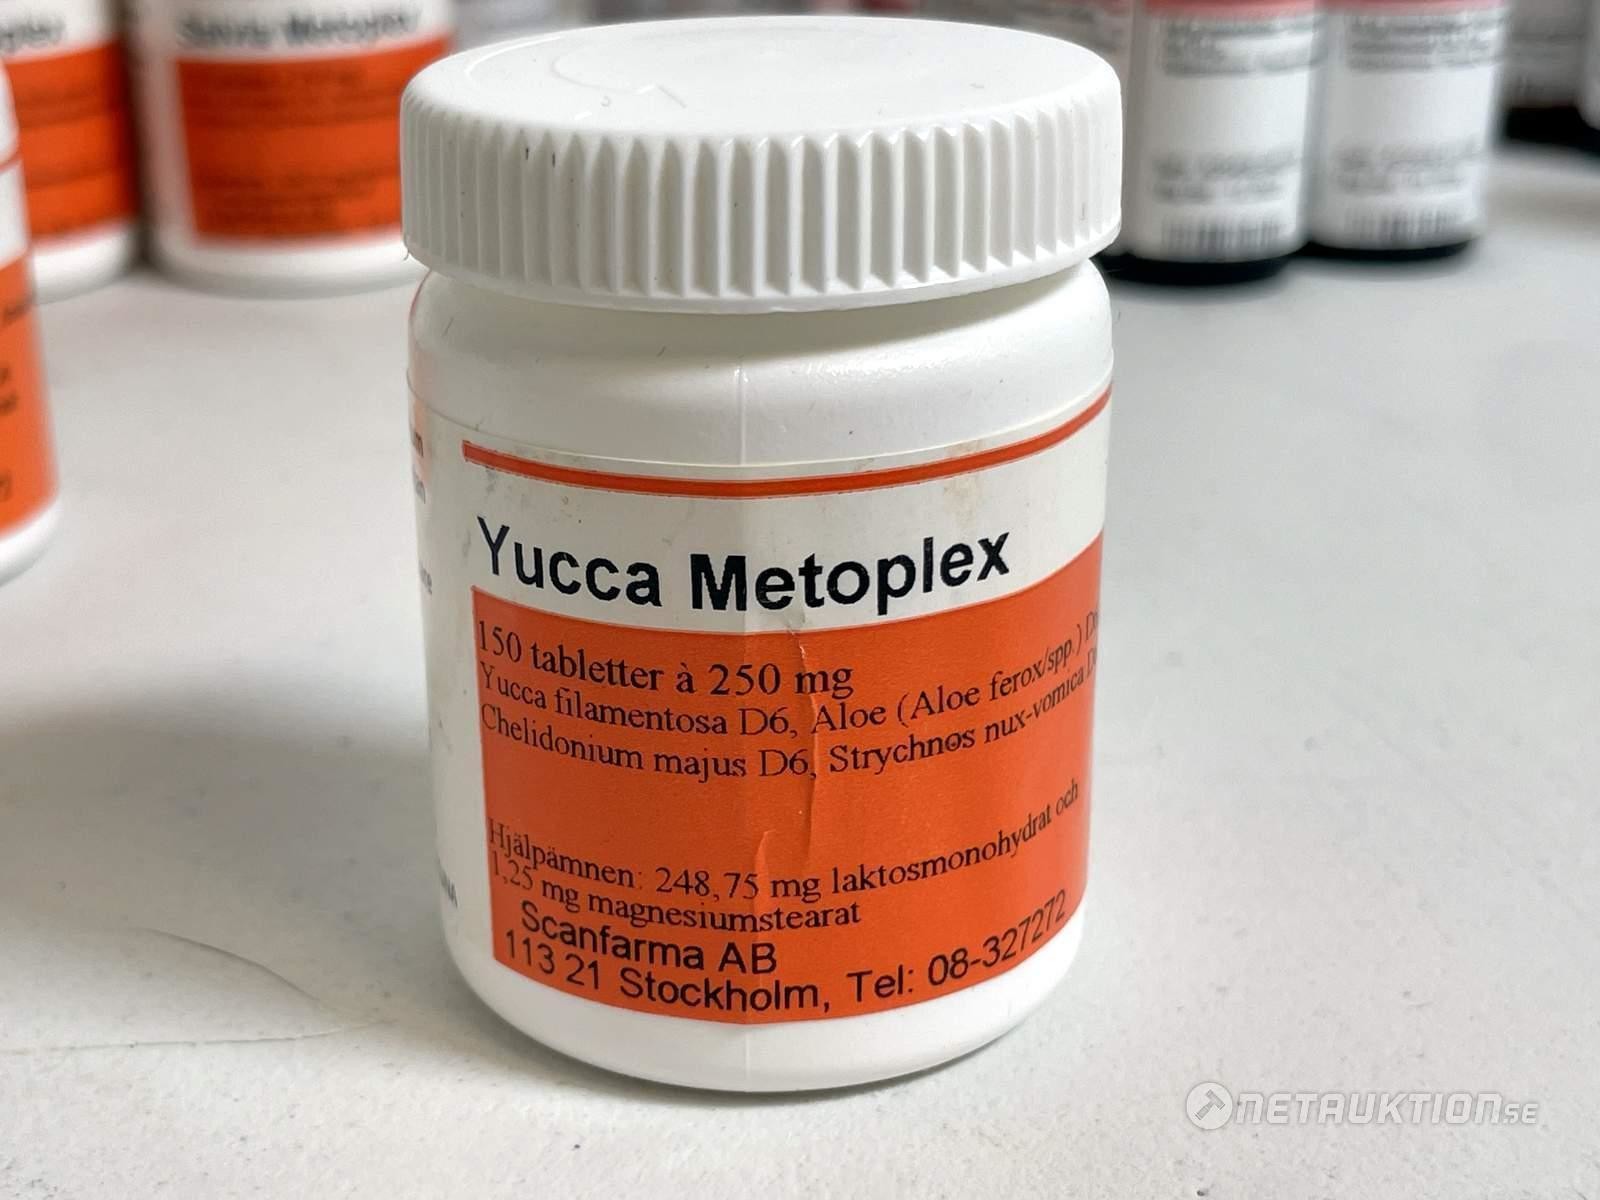 Yucca Metoplex
150 tabletter à 250 mg
Yucca filamentosa D6, Aloe (Aloe ferox/spp.)
Chelidonium majus D6, Strychnos nux-vomica
Hjälpämnen: 248,75 mg laktosmonohydrat och
1,25 mg magnesiumstearat
Scanfarma AB
113 21 Stockholm, Tel: 08-327272
Metoplex
NETAUKTION.SE